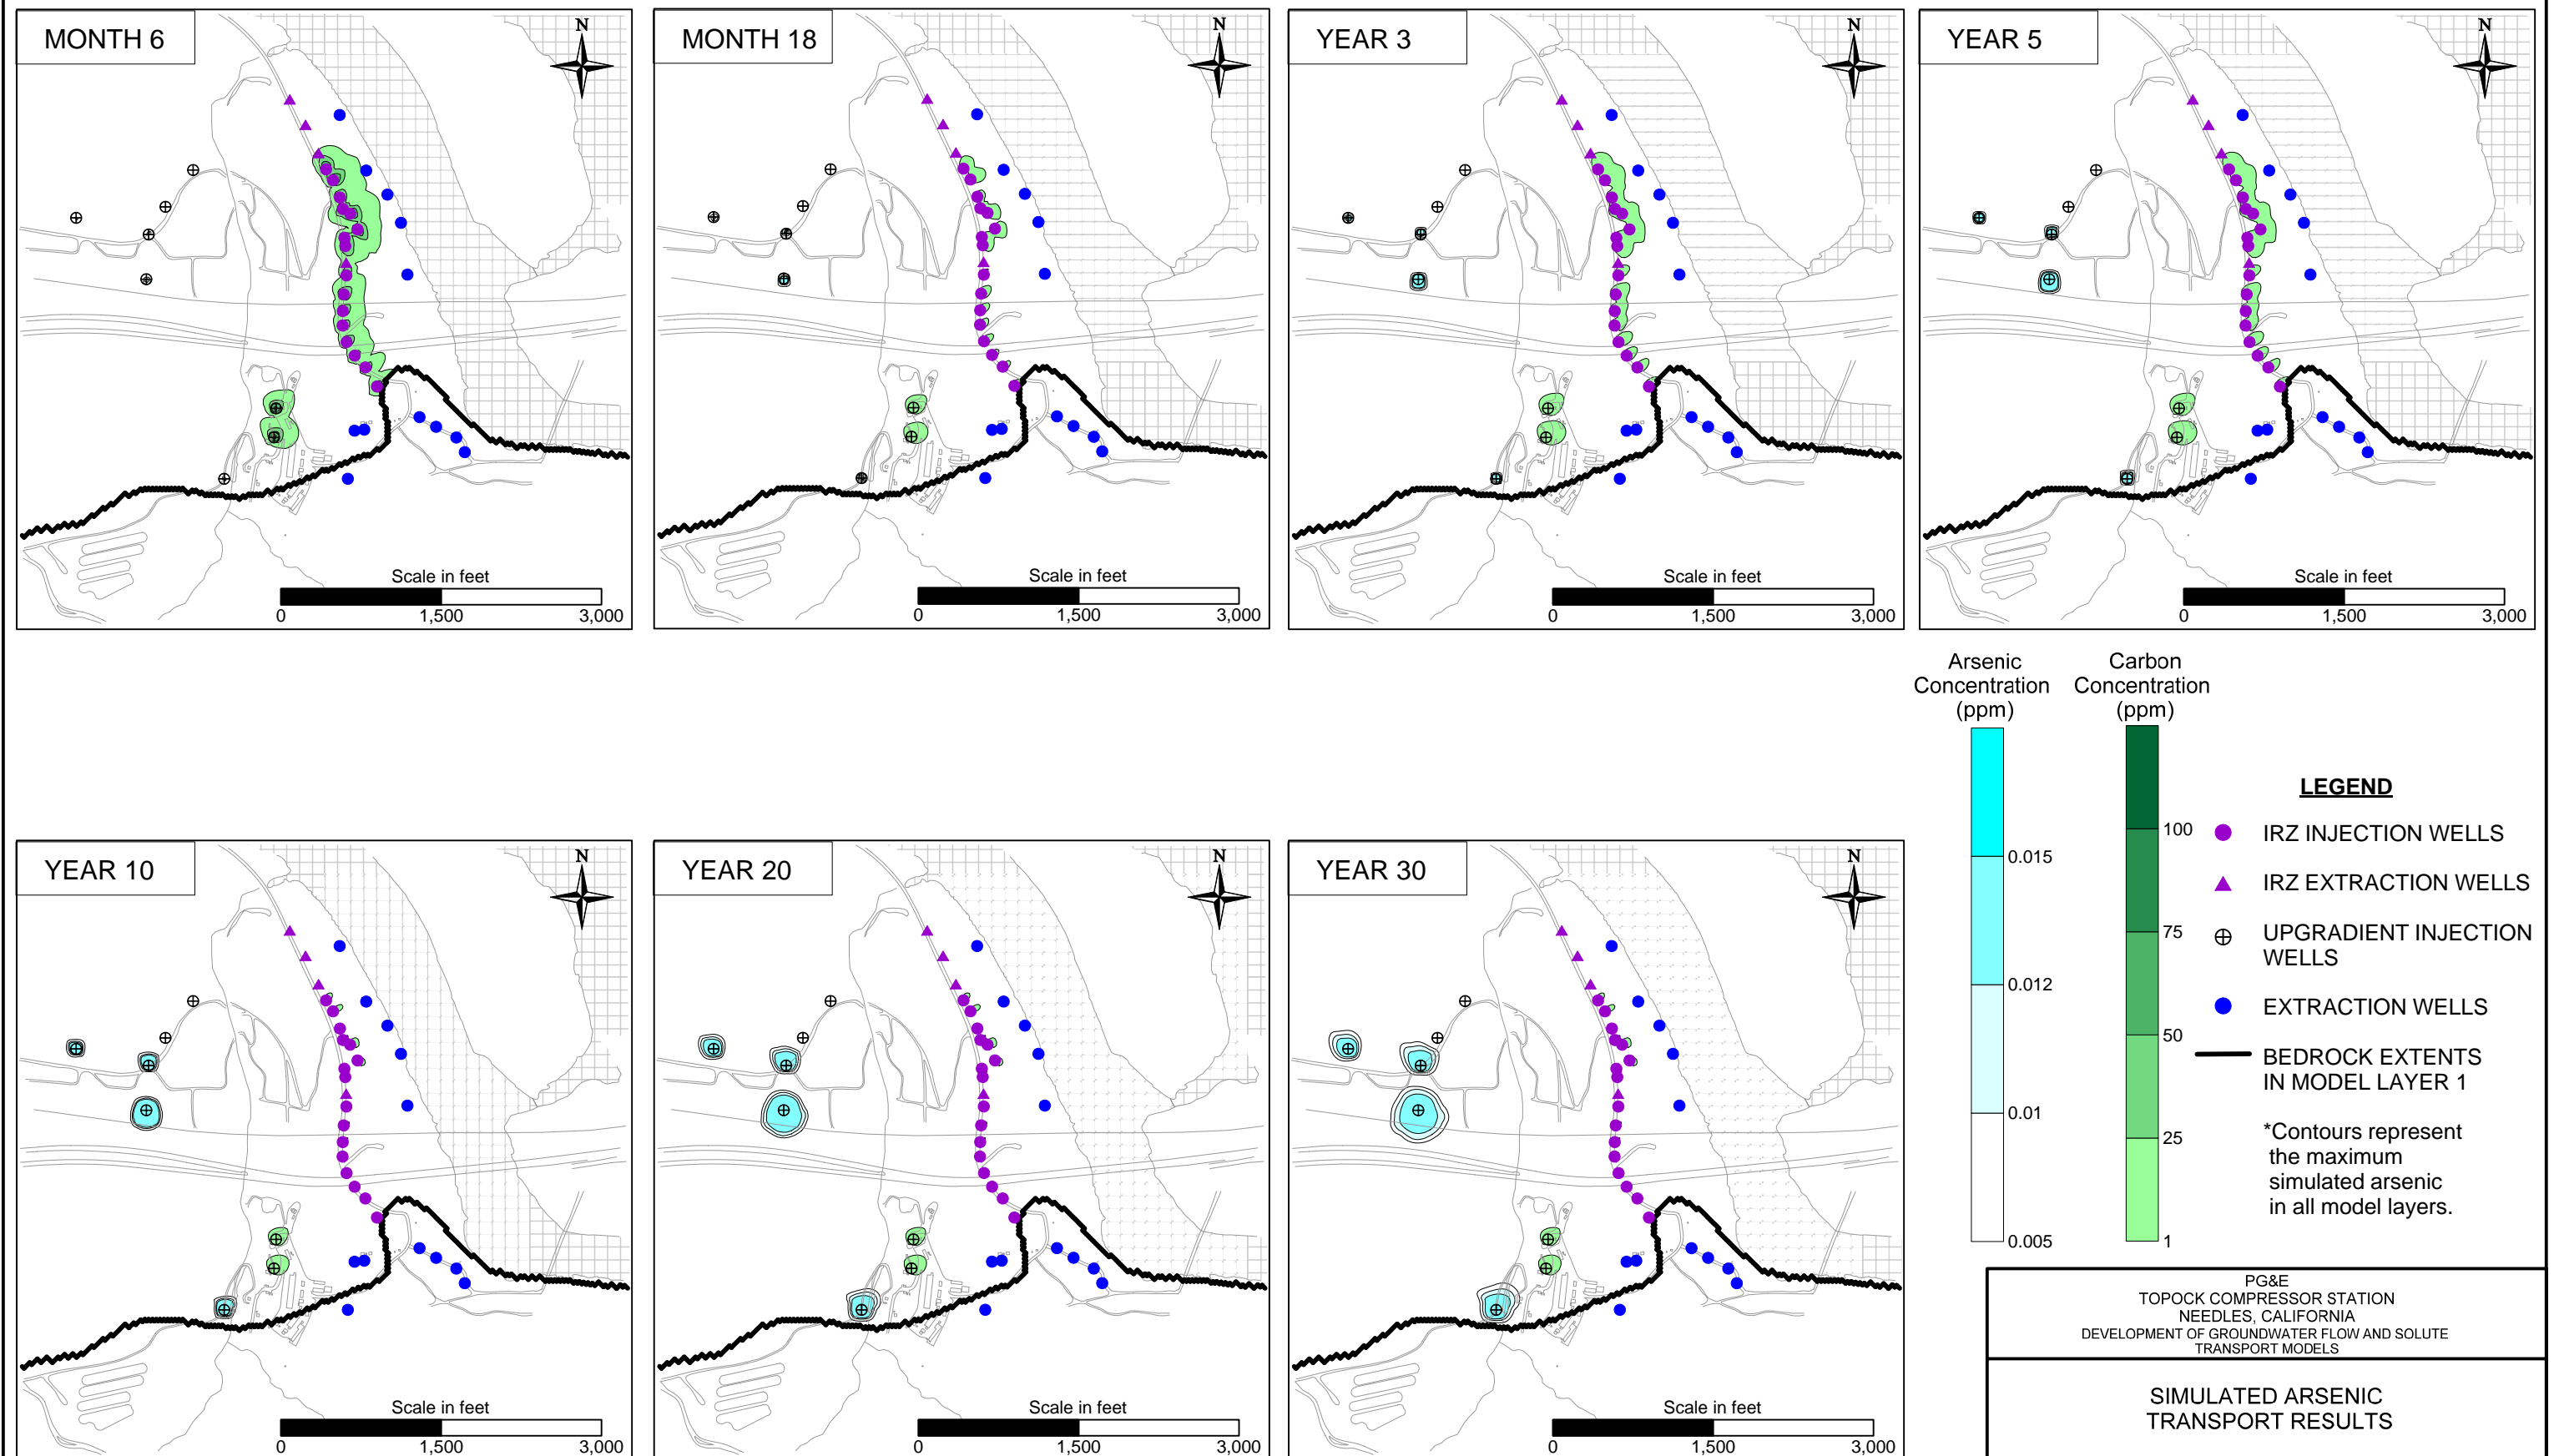 MONTH 6
N
Scale in feet
0 1,500 3,000
MONTH 18
N
Scale in feet
0 1,500 3,000
YEAR 3
N
Scale in feet
0 1,500 3,000
YEAR 5
N
Scale in feet
0 1,500 3,000
YEAR 10
N
Scale in feet
0 1,500 3,000
YEAR 20
N
Scale in feet
0 1,500 3,000
YEAR 30
N
Scale in feet
0 1,500 3,000
Arsenic
Concentration
(ppm)
0.015
0.012
0.01
0.005
Carbon
Concentration
(ppm)
100
75
50
25
1
LEGEND
IRZ INJECTION WELLS
IRZ EXTRACTION WELLS
UPGRADIENT INJECTION
WELLS
EXTRACTION WELLS
BEDROCK EXTENTS
IN MODEL LAYER 1
*Contours represent
the maximum
simulated arsenic
in all model layers.
PG&E
TOPOCK COMPRESSOR STATION
NEEDLES, CALIFORNIA
DEVELOPMENT OF GROUNDWATER FLOW AND SOLUTE
TRANSPORT MODELS
SIMULATED ARSENIC
TRANSPORT RESULTS